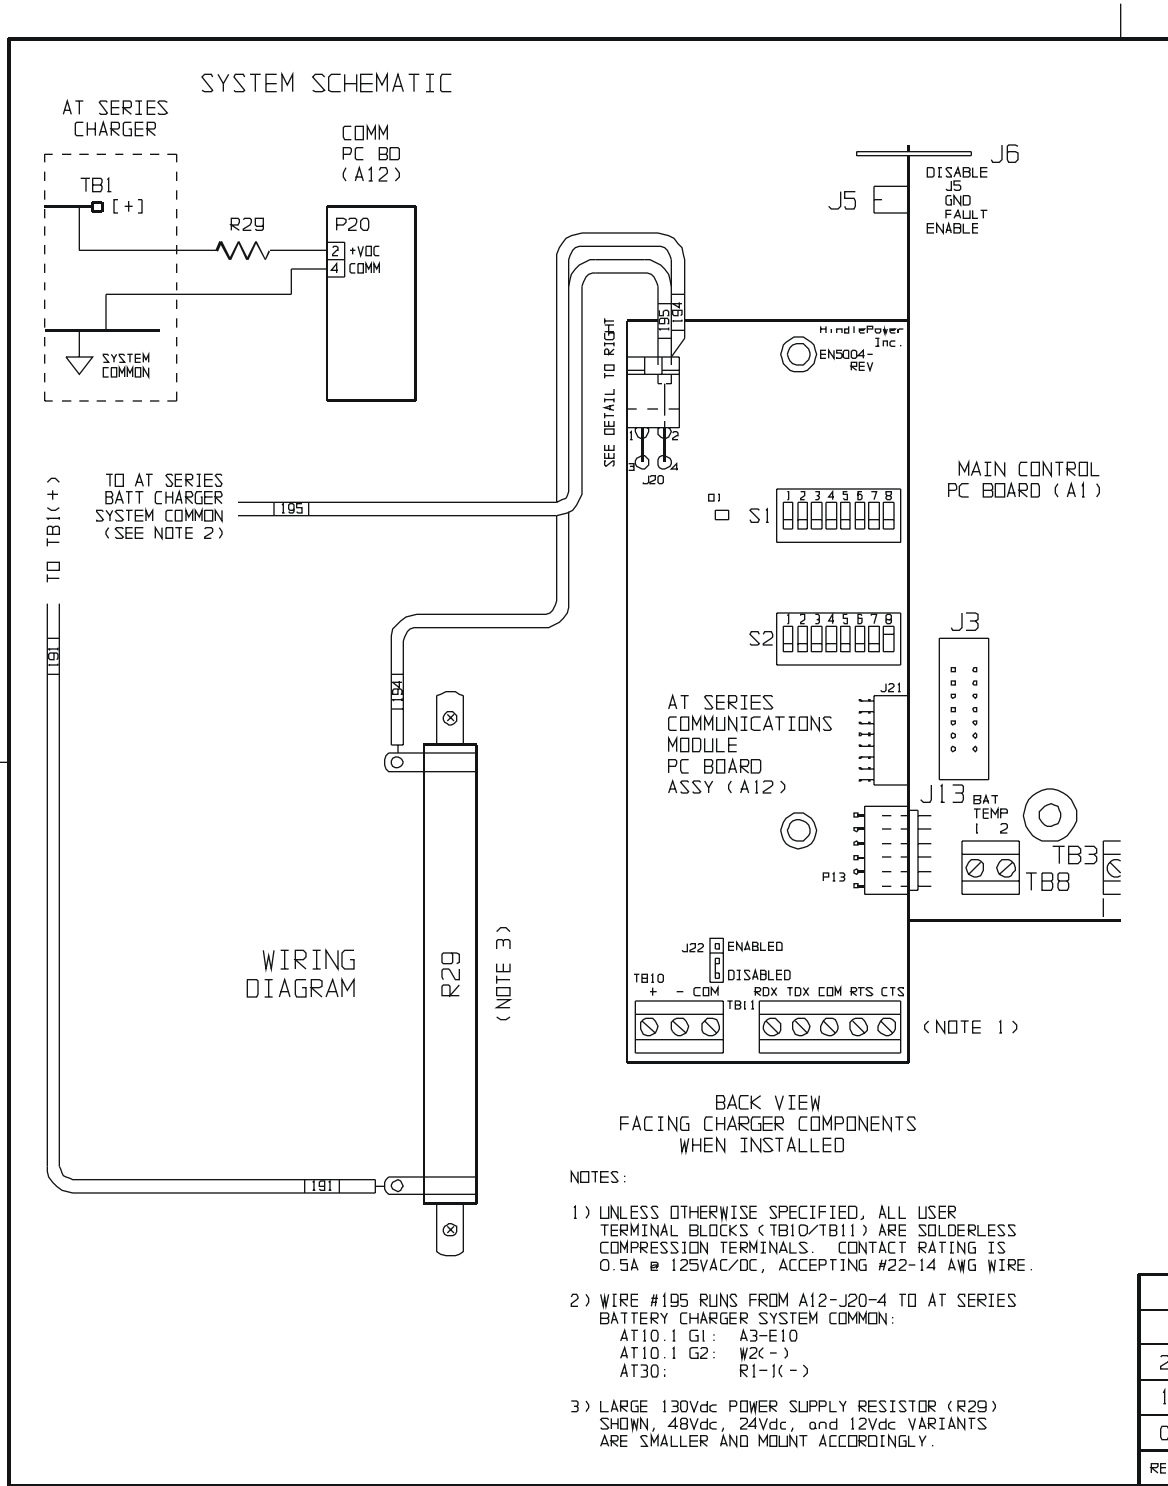 SYSTEM SCHEMATIC
AT SERIES
CHARGER
TB1
[+]
R29
COMM
PC BD
(A12)
P20
2 +VDC
4 COMM
SYSTEM
COMMON
J6
DISABLE
J5
GND
FAULT
ENABLE
J5
195
194
HindlePower
Inc.
EN5004-
REV
SEE DETAIL TO RIGHT
1 2
3 4
J20
MAIN CONTROL
PC BOARD (A1)
TO TB1(+)
TO AT SERIES
BATT CHARGER
SYSTEM COMMON
(SEE NOTE 2)
195
D1
S1
1 2 3 4 5 6 7 8
S2
1 2 3 4 5 6 7 8
J3
191
194
J21
AT SERIES
COMMUNICATIONS
MODULE
PC BOARD
ASSY (A12)
J13
BAT
TEMP
1 2
TB3
TB8
P13
WIRING
DIAGRAM
R29
(NOTE 3)
J22
ENABLED
DISABLED
TB10
+ - COM
TB11
RDX TDX COM RTS CTS
(NOTE 1)
191
BACK VIEW
FACING CHARGER COMPONENTS
WHEN INSTALLED
NOTES:
1) UNLESS OTHERWISE SPECIFIED, ALL USER
TERMINAL BLOCKS (TB10/TB11) ARE SOLDERLESS
COMPRESSION TERMINALS. CONTACT RATING IS
0.5A @ 125VAC/DC, ACCEPTING #22-14 AWG WIRE.
2) WIRE #195 RUNS FROM A12-J20-4 TO AT SERIES
BATTERY CHARGER SYSTEM COMMON:
AT10.1 G1: A3-E10
AT10.1 G2: W2(-)
AT30: R1-1(-)
3) LARGE 130Vdc POWER SUPPLY RESISTOR (R29)
SHOWN, 48Vdc, 24Vdc, and 12Vdc VARIANTS
ARE SMALLER AND MOUNT ACCORDINGLY.
2
1
0
RE